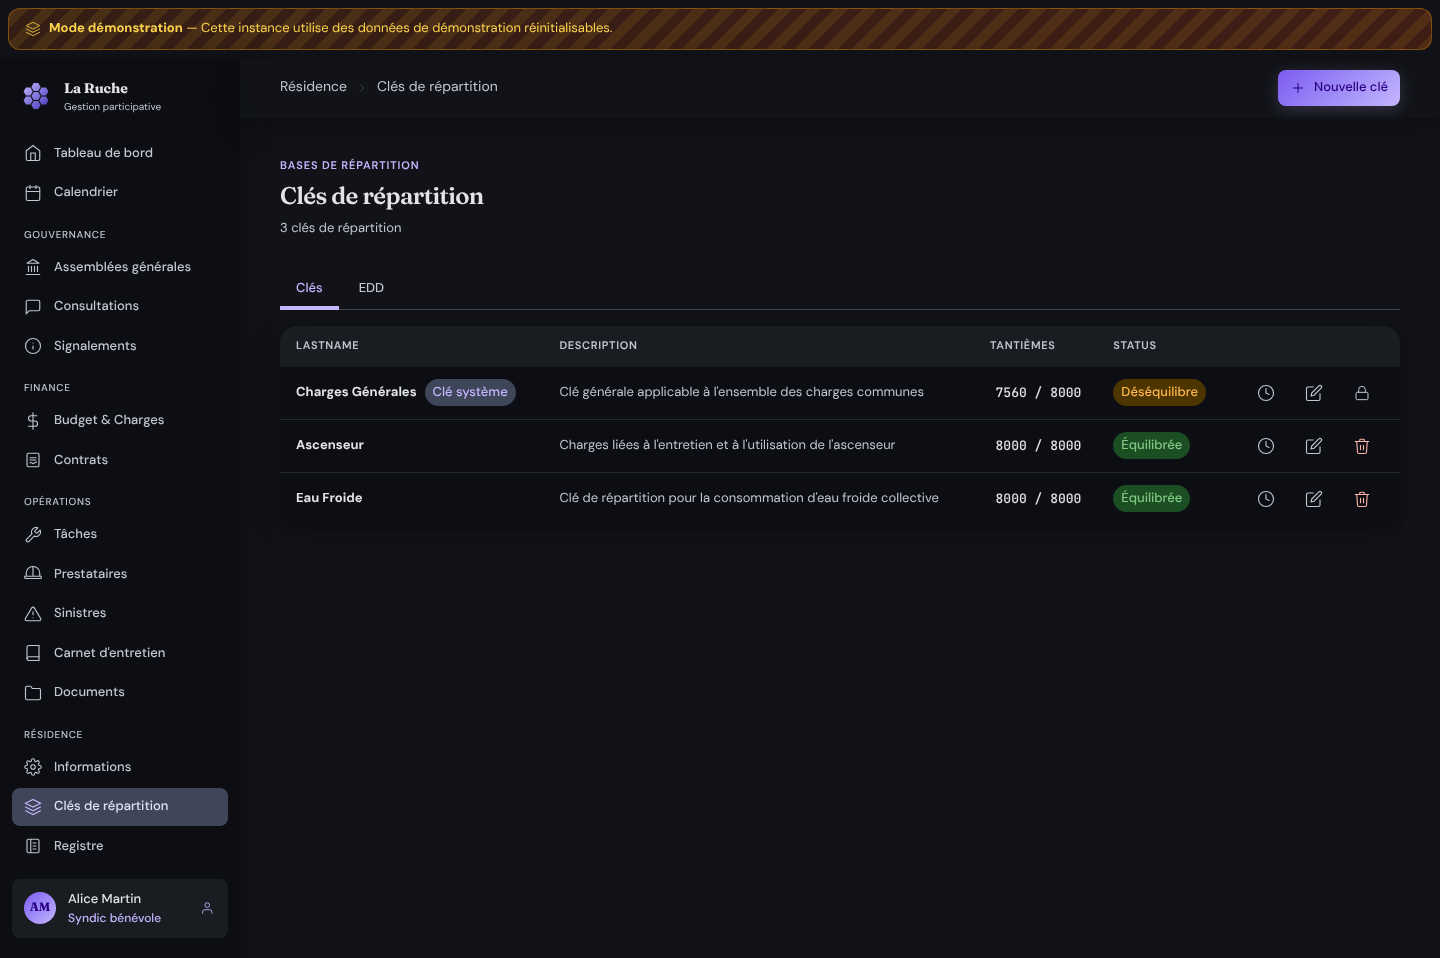 Mode démonstration — Cette instance utilise des données de démonstration réinitialisables.
La Ruche
Gestion participative
Tableau de bord
Calendrier
GOUVERNANCE
Assemblées générales
Consultations
Signalements
FINANCE
Budget & Charges
Contrats
OPÉRATIONS
Tâches
Prestataires
Sinistres
Carnet d'entretien
Documents
RÉSIDENCE
Informations
Clés de répartition
Registre
AM
Alice Martin
Syndic bénévole
Résidence > Clés de répartition
+ Nouvelle clé
BASES DE RÉPARTITION
Clés de répartition
3 clés de répartition
Clés EDD
LASTNAME DESCRIPTION TANTIÈMES STATUS
Charges Générales Clé système Clé générale applicable à l'ensemble des charges communes 7560 / 8000 Déséquilibre
Ascenseur Charges liées à l'entretien et à l'utilisation de l'ascenseur 8000 / 8000 Équilibrée
Eau Froide Clé de répartition pour la consommation d'eau froide collective 8000 / 8000 Équilibrée